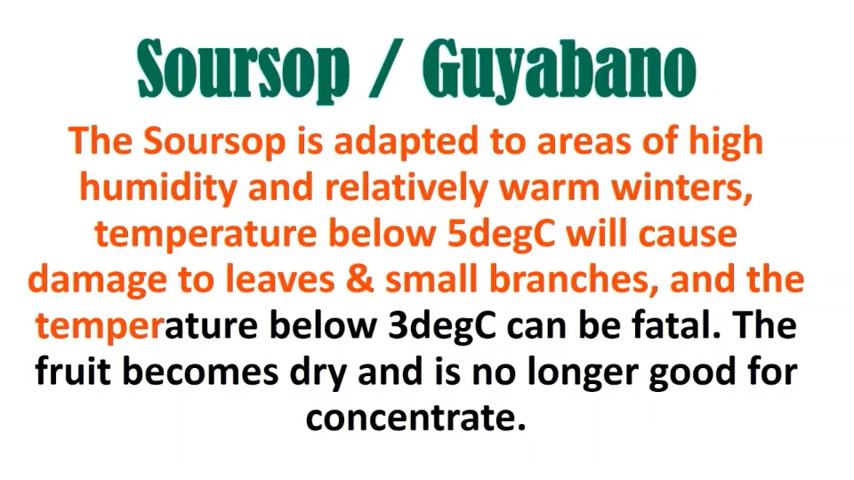 Soursop / Guyabano
The Soursop is adapted to areas of high
humidity and relatively warm winters,
temperature below 5degC will cause
damage to leaves & small branches, and the
temperature below 3degC can be fatal. The
fruit becomes dry and is no longer good for
concentrate.